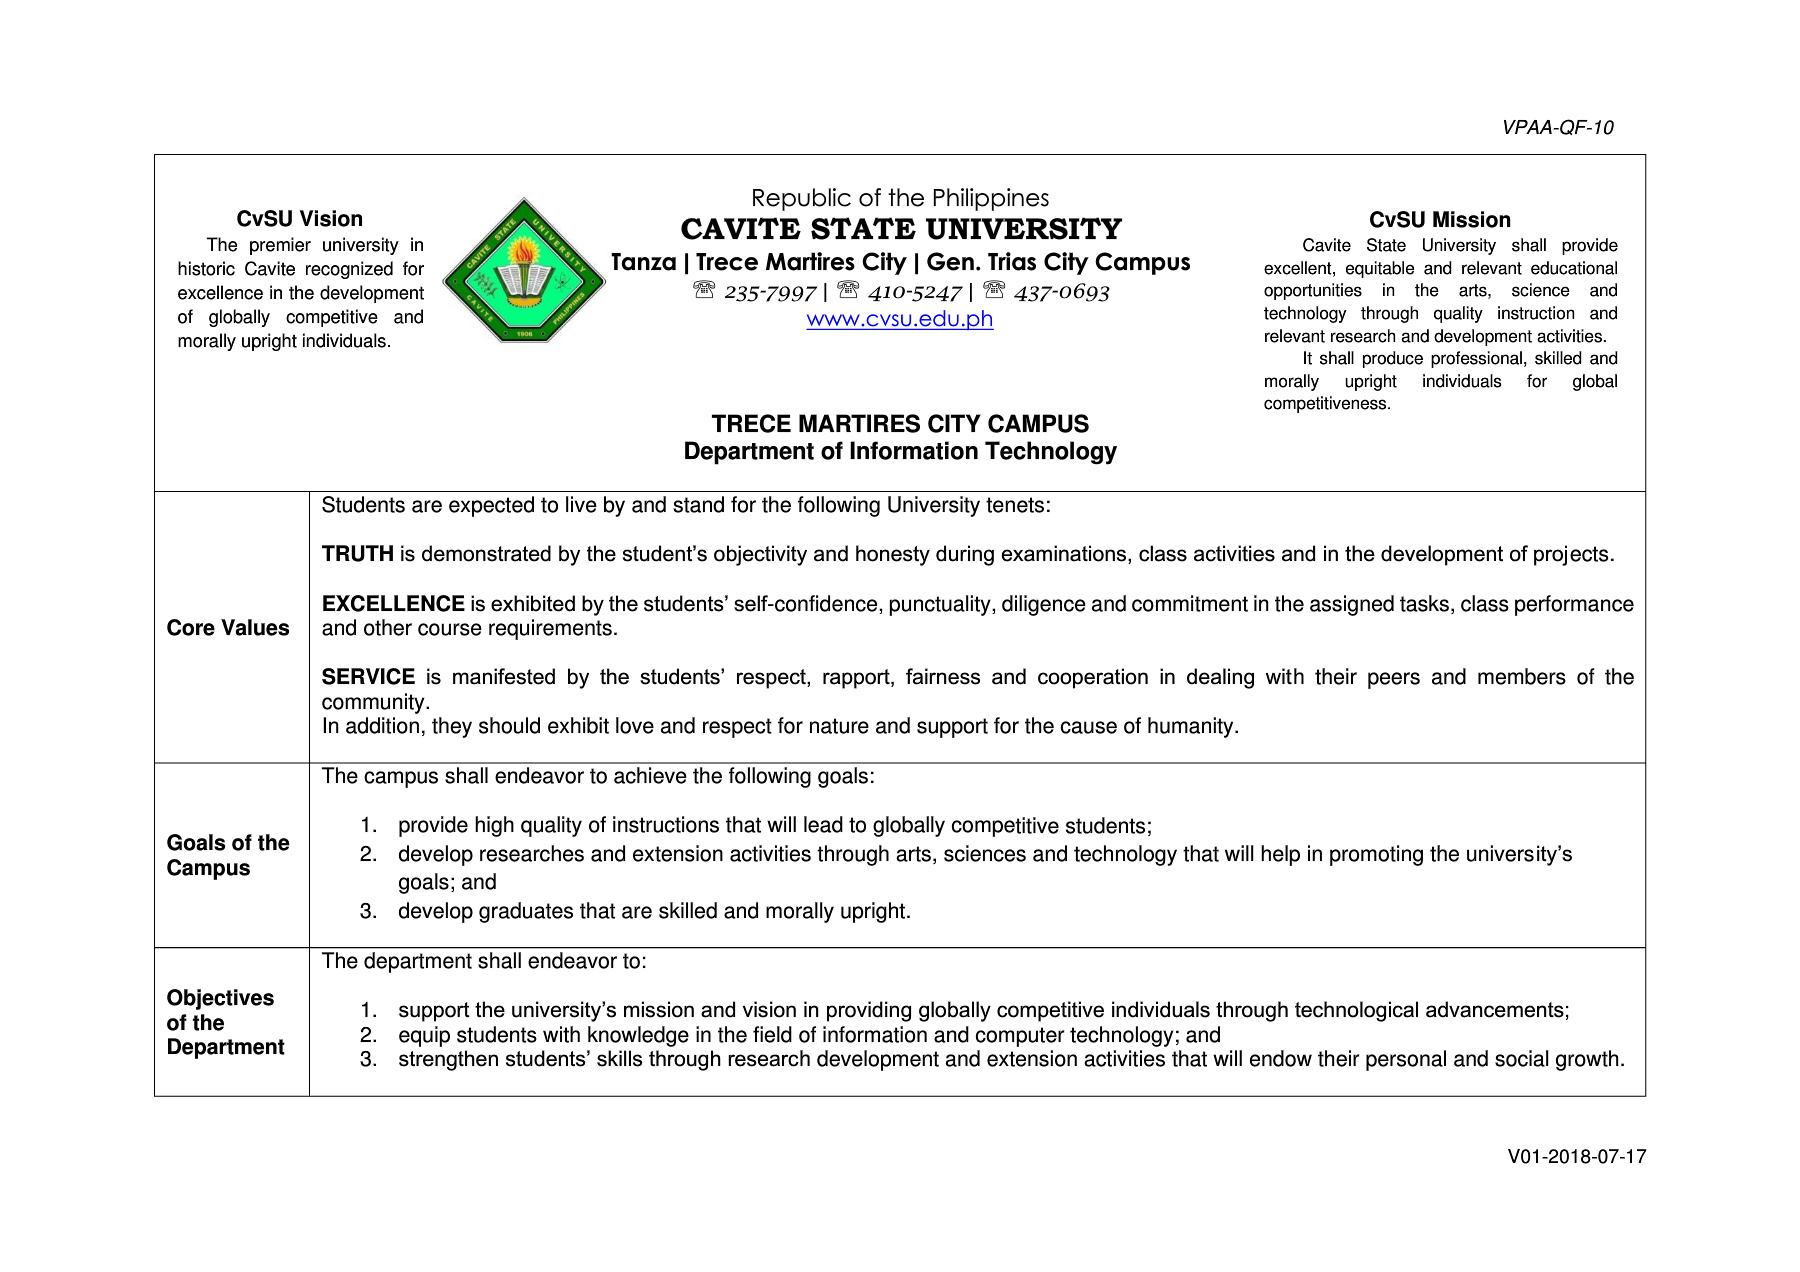 VPAA-QF-10
CvSU Vision
The premier university in
historic Cavite recognized for
excellence in the development
of globally competitive and
morally upright individuals.
CAVITE STATE UNIVERSITY
CAVITE
PHILIPPINES
1906
Republic of the Philippines
CAVITE STATE UNIVERSITY
Tanza | Trece Martires City | Gen. Trias City Campus
☏ 235-7997 | ☏ 410-5247 | ☏ 437-0693
www.cvsu.edu.ph
CvSU Mission
Cavite State University shall provide
excellent, equitable and relevant educational
opportunities in the arts, science and
technology through quality instruction and
relevant research and development activities.
It shall produce professional, skilled and
morally upright individuals for global
competitiveness.
TRECE MARTIRES CITY CAMPUS
Department of Information Technology
Core Values
Students are expected to live by and stand for the following University tenets:
TRUTH is demonstrated by the student’s objectivity and honesty during examinations, class activities and in the development of projects.
EXCELLENCE is exhibited by the students’ self-confidence, punctuality, diligence and commitment in the assigned tasks, class performance
and other course requirements.
SERVICE is manifested by the students’ respect, rapport, fairness and cooperation in dealing with their peers and members of the
community.
In addition, they should exhibit love and respect for nature and support for the cause of humanity.
Goals of the
Campus
The campus shall endeavor to achieve the following goals:
1. provide high quality of instructions that will lead to globally competitive students;
2. develop researches and extension activities through arts, sciences and technology that will help in promoting the university’s
goals; and
3. develop graduates that are skilled and morally upright.
Objectives
of the
Department
The department shall endeavor to:
1. support the university’s mission and vision in providing globally competitive individuals through technological advancements;
2. equip students with knowledge in the field of information and computer technology; and
3. strengthen students’ skills through research development and extension activities that will endow their personal and social growth.
V01-2018-07-17